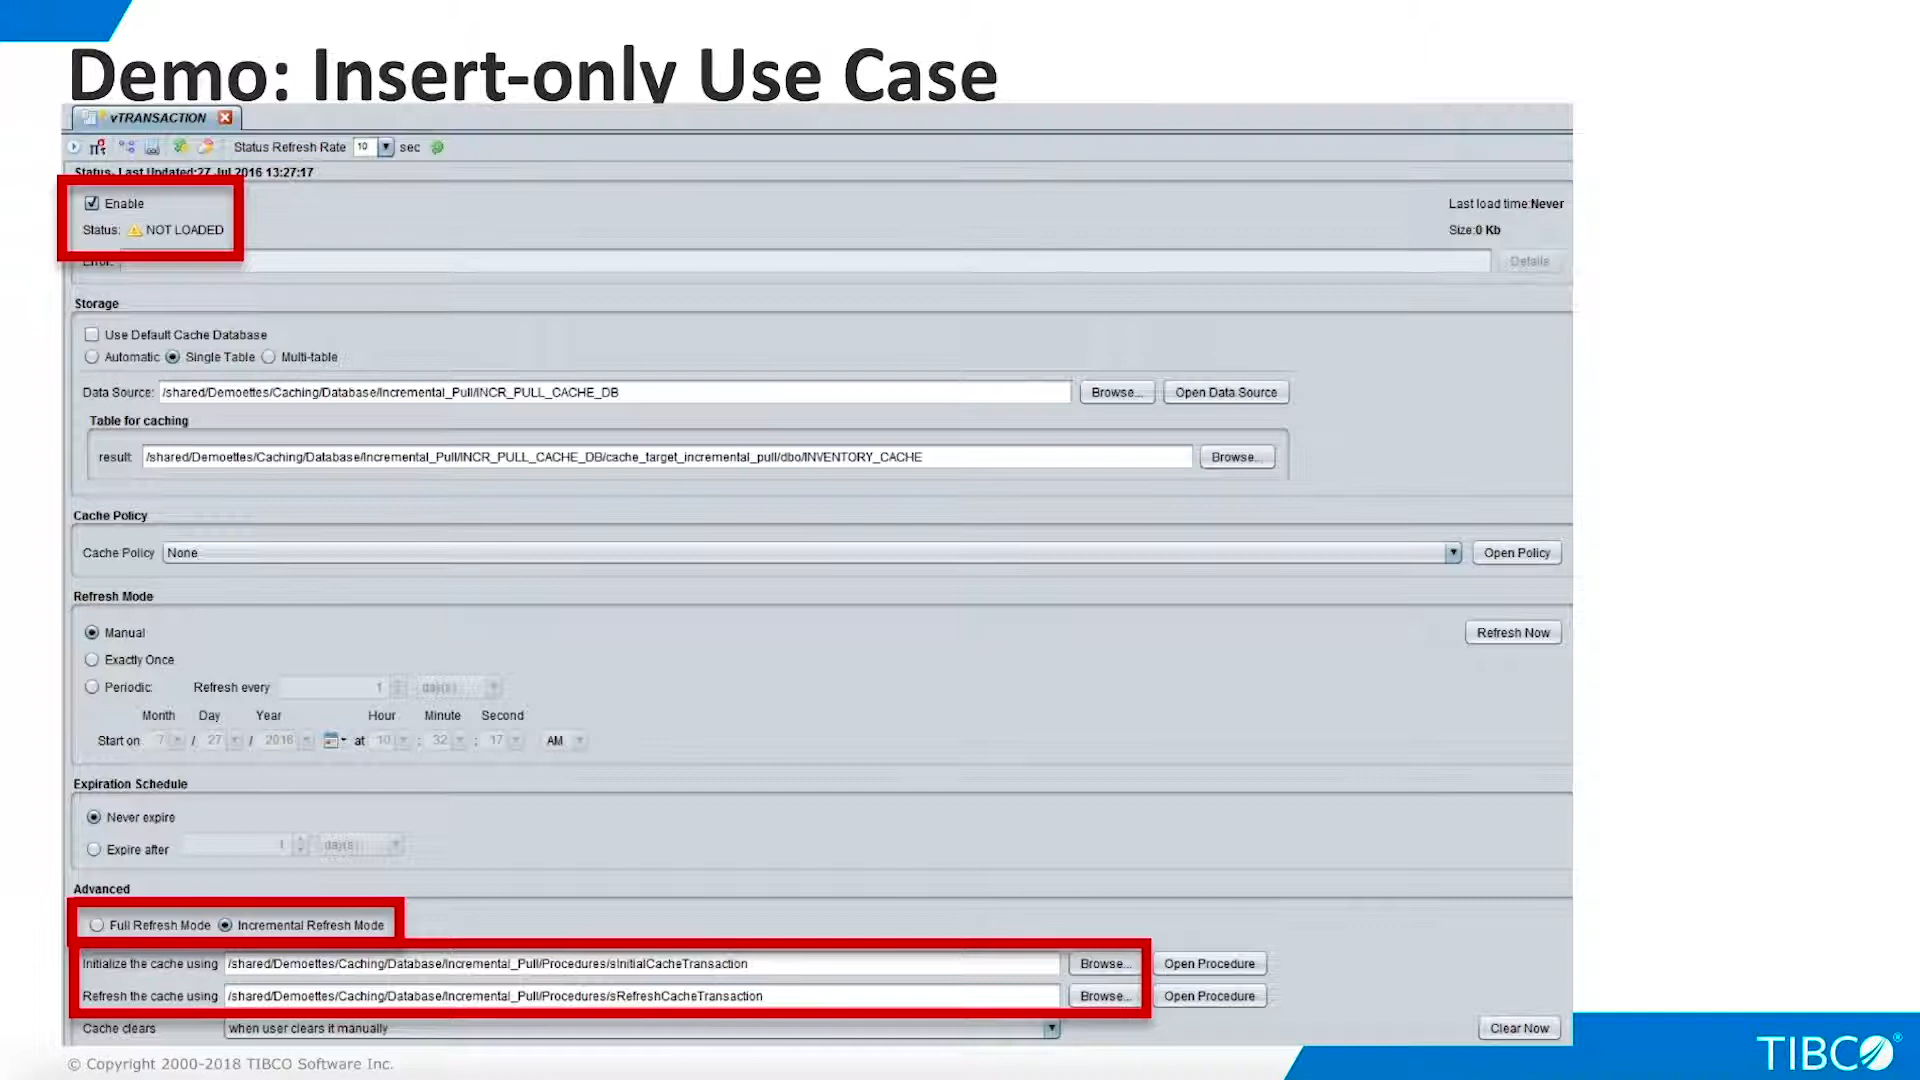 Demo: Insert-only Use Case
vTRANSACTION
Status Refresh Rate 10 sec
Status- Last Updated:27 Jul 2016 13:27:17
Enable
Last load time:Never
Status: NOT LOADED
Size:0 Kb
Error:
Details
Storage
Use Default Cache Database
Automatic Single Table Multi-table
Data Source: /shared/Demoettes/Caching/Database/Incremental_Pull/INCR_PULL_CACHE_DB Browse... Open Data Source
Table for caching
result: /shared/Demoettes/Caching/Database/Incremental_Pull/INCR_PULL_CACHE_DB/cache_target_incremental_pull/dbo/INVENTORY_CACHE Browse...
Cache Policy
Cache Policy None Open Policy
Refresh Mode
Manual Refresh Now
Exactly Once
Periodic: Refresh every 1 day(s)
Month Day Year Hour Minute Second
Start on 7 / 27 / 2016 at 10 : 32 : 17 AM
Expiration Schedule
Never expire
Expire after 1 day(s)
Advanced
Full Refresh Mode Incremental Refresh Mode
Initialize the cache using /shared/Demoettes/Caching/Database/Incremental_Pull/Procedures/sInitialCacheTransaction Browse... Open Procedure
Refresh the cache using /shared/Demoettes/Caching/Database/Incremental_Pull/Procedures/sRefreshCacheTransaction Browse... Open Procedure
Cache clears when user clears it manually Clear Now
© Copyright 2000-2018 TIBCO Software Inc.
TIBCO®